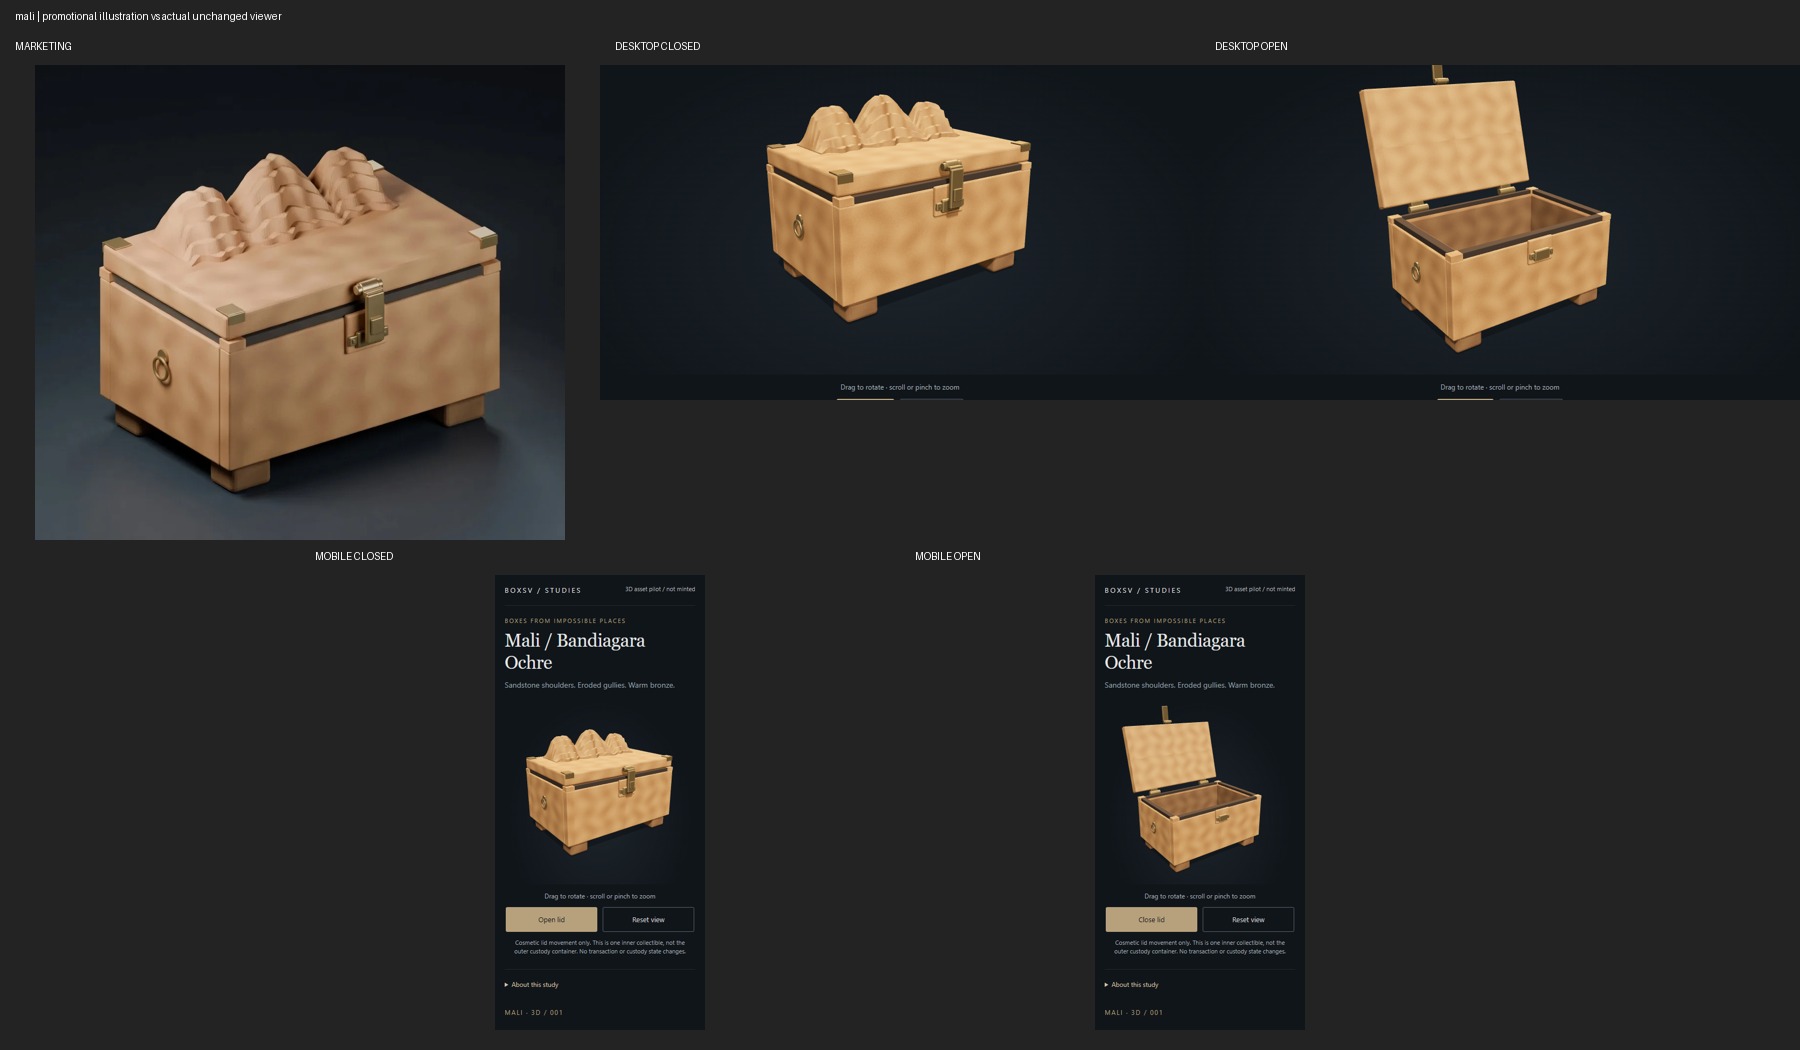 mali | promotional illustration vs actual unchanged viewer
MARKETING
DESKTOP CLOSED
DESKTOP OPEN
Drag to rotate · scroll or pinch to zoom
Drag to rotate · scroll or pinch to zoom
MOBILE CLOSED
MOBILE OPEN
BOXSV / STUDIES
3D asset pilot / not minted
BOXES FROM IMPOSSIBLE PLACES
Mali / Bandiagara
Ochre
Sandstone shoulders. Eroded gullies. Warm bronze.
Drag to rotate · scroll or pinch to zoom
Open lid
Reset view
Cosmetic lid movement only. This is one inner collectible, not the
outer custody container. No transaction or custody state changes.
▶ About this study
MALI - 3D / 001
BOXSV / STUDIES
3D asset pilot / not minted
BOXES FROM IMPOSSIBLE PLACES
Mali / Bandiagara
Ochre
Sandstone shoulders. Eroded gullies. Warm bronze.
Drag to rotate · scroll or pinch to zoom
Close lid
Reset view
Cosmetic lid movement only. This is one inner collectible, not the
outer custody container. No transaction or custody state changes.
▶ About this study
MALI - 3D / 001